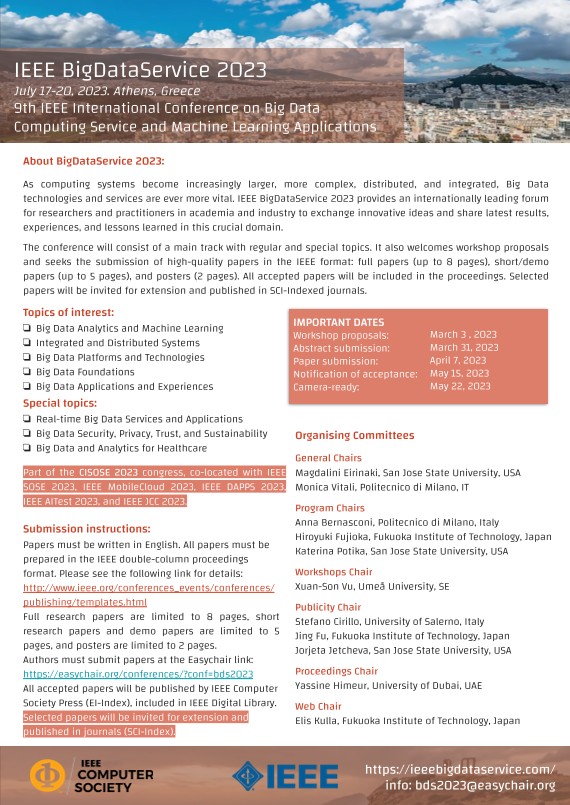 IEEE BigDataService 2023
July 17-20, 2023. Athens, Greece
9th IEEE International Conference on Big Data
Computing Service and Machine Learning Applications
About BigDataService 2023:
As computing systems become increasingly larger, more complex, distributed, and integrated, Big Data
technologies and services are ever more vital. IEEE BigDataService 2023 provides an internationally leading forum
for researchers and practitioners in academia and industry to exchange innovative ideas and share latest results,
experiences, and lessons learned in this crucial domain.
The conference will consist of a main track with regular and special topics. It also welcomes workshop proposals
and seeks the submission of high-quality papers in the IEEE format: full papers (up to 8 pages), short/demo
papers (up to 5 pages), and posters (2 pages). All accepted papers will be included in the proceedings. Selected
papers will be invited for extension and published in SCI-Indexed journals.
Topics of interest:
❏ Big Data Analytics and Machine Learning
❏ Integrated and Distributed Systems
❏ Big Data Platforms and Technologies
❏ Big Data Foundations
❏ Big Data Applications and Experiences
Special topics:
❏ Real-time Big Data Services and Applications
❏ Big Data Security, Privacy, Trust, and Sustainability
❏ Big Data and Analytics for Healthcare
Part of the CISOSE 2023 congress, co-located with IEEE
SOSE 2023, IEEE MobileCloud 2023, IEEE DAPPS 2023,
IEEE AITest 2023, and IEEE JCC 2023.
Submission instructions:
Papers must be written in English. All papers must be
prepared in the IEEE double-column proceedings
format. Please see the following link for details:
http://www.ieee.org/conferences_events/conferences/
publishing/templates.html
Full research papers are limited to 8 pages, short
research papers and demo papers are limited to 5
pages, and posters are limited to 2 pages.
Authors must submit papers at the Easychair link:
https://easychair.org/conferences/?conf=bds2023
All accepted papers will be published by IEEE Computer
Society Press (EI-Index), included in IEEE Digital Library.
Selected papers will be invited for extension and
published in journals (SCI-Index).
IMPORTANT DATES
Workshop proposals: March 3 , 2023
Abstract submission: March 31, 2023
Paper submission: April 7, 2023
Notification of acceptance: May 15, 2023
Camera-ready: May 22, 2023
Organising Committees
General Chairs
Magdalini Eirinaki, San Jose State University, USA
Monica Vitali, Politecnico di Milano, IT
Program Chairs
Anna Bernasconi, Politecnico di Milano, Italy
Hiroyuki Fujioka, Fukuoka Institute of Technology, Japan
Katerina Potika, San Jose State University, USA
Workshops Chair
Xuan-Son Vu, Umeå University, SE
Publicity Chair
Stefano Cirillo, University of Salerno, Italy
Jing Fu, Fukuoka Institute of Technology, Japan
Jorjeta Jetcheva, San Jose State University, USA
Proceedings Chair
Yassine Himeur, University of Dubai, UAE
Web Chair
Elis Kulla, Fukuoka Institute of Technology, Japan
IEEE
COMPUTER
SOCIETY
IEEE
https://ieeebigdataservice.com/
info: bds2023@easychair.org